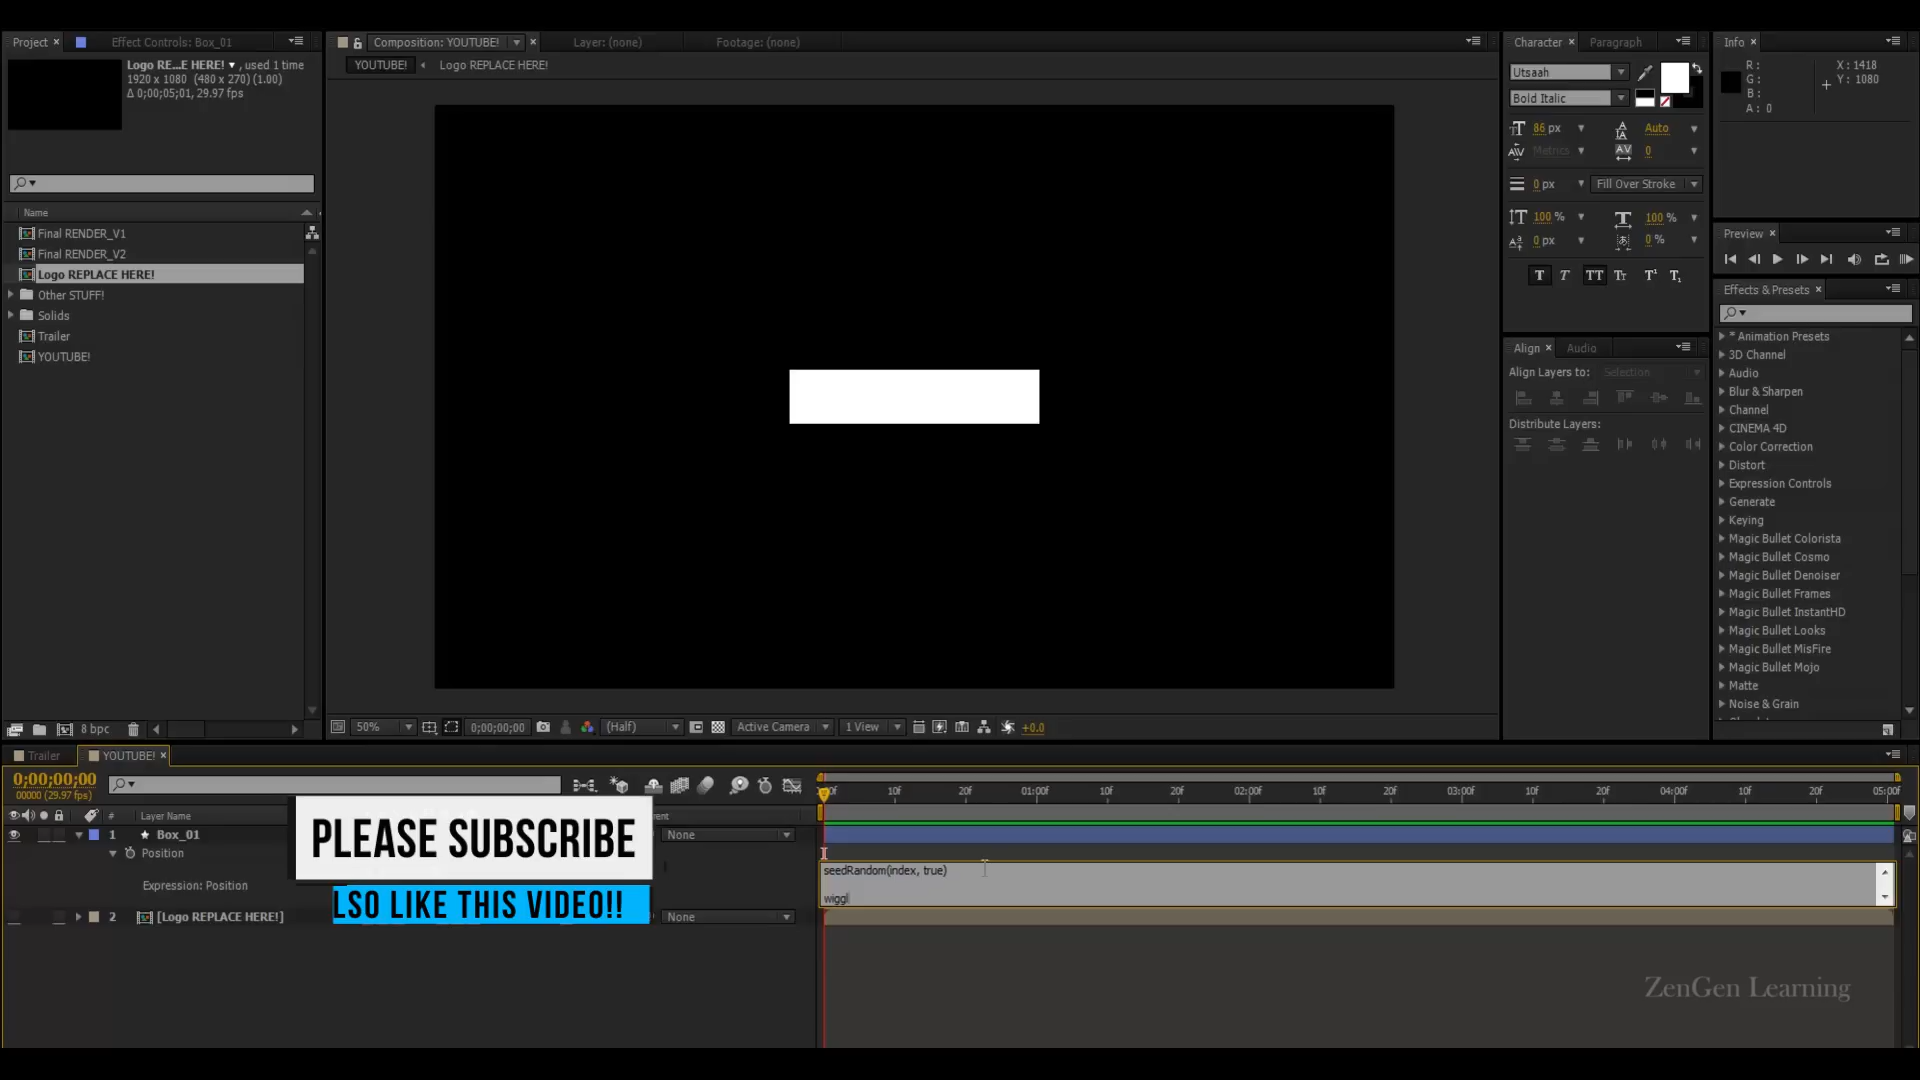 Project
Effect Controls: Box_01
Logo RE...E HERE! , used 1 time
1920 x 1080 (480 x 270) (1.00)
Δ 0;00;05;01, 29.97 fps
Name
Final RENDER_V1
Final RENDER_V2
Logo REPLACE HERE!
Other STUFF!
Solids
Trailer
YOUTUBE!
8 bpc
Composition: YOUTUBE!
Layer: (none)
Footage: (none)
YOUTUBE!
Logo REPLACE HERE!
50%
0;00;00;00
(Half)
Active Camera
1 View
+0.0
Character
Paragraph
Utsaah
Bold Italic
86 px
Auto
Metrics
0
0 px
Fill Over Stroke
100 %
100 %
0 px
0 %
Align
Audio
Align Layers to:
Selection
Distribute Layers:
Info
R :
G :
B :
A : 0
X : 1418
Y : 1080
Preview
Effects & Presets
* Animation Presets
3D Channel
Audio
Blur & Sharpen
Channel
CINEMA 4D
Color Correction
Distort
Expression Controls
Generate
Keying
Magic Bullet Colorista
Magic Bullet Cosmo
Magic Bullet Denoiser
Magic Bullet Frames
Magic Bullet InstantHD
Magic Bullet Looks
Magic Bullet MisFire
Magic Bullet Mojo
Matte
Noise & Grain
Trailer
YOUTUBE!
0;00;00;00
00000 (29.97 fps)
10f
20f
01:00f
10f
20f
02:00f
10f
20f
03:00f
10f
20f
04:00f
10f
20f
05:00f
# Layer Name
1 Box_01
None
Position
Expression: Position
2 [Logo REPLACE HERE!]
None
PLEASE SUBSCRIBE
LSO LIKE THIS VIDEO!!
seedRandom(index, true)
wiggl
ZenGen Learning